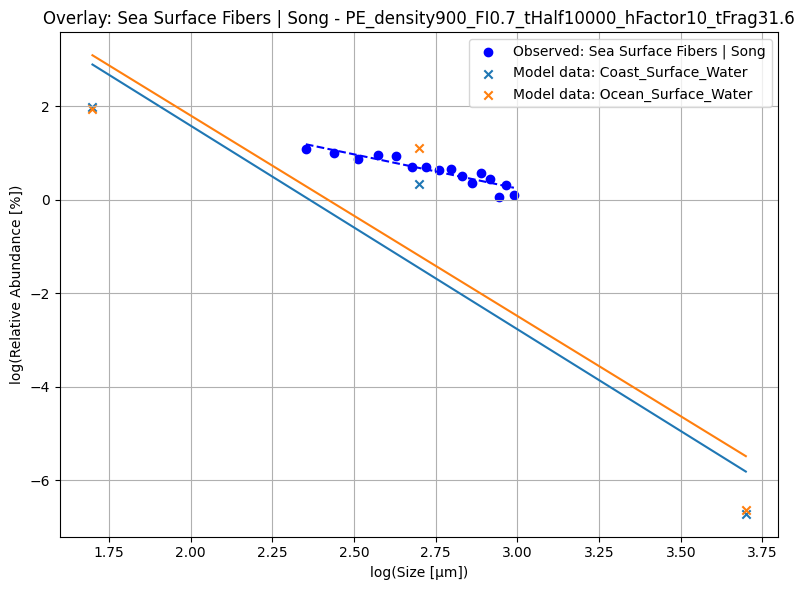 Overlay: Sea Surface Fibers | Song - PE_density900_FI0.7_tHalf10000_hFactor10_tFrag31.6
Observed: Sea Surface Fibers | Song
Model data: Coast_Surface_Water
Model data: Ocean_Surface_Water
log(Relative Abundance [%])
2
0
−2
−4
−6
1.75 2.00 2.25 2.50 2.75 3.00 3.25 3.50 3.75
log(Size [μm])